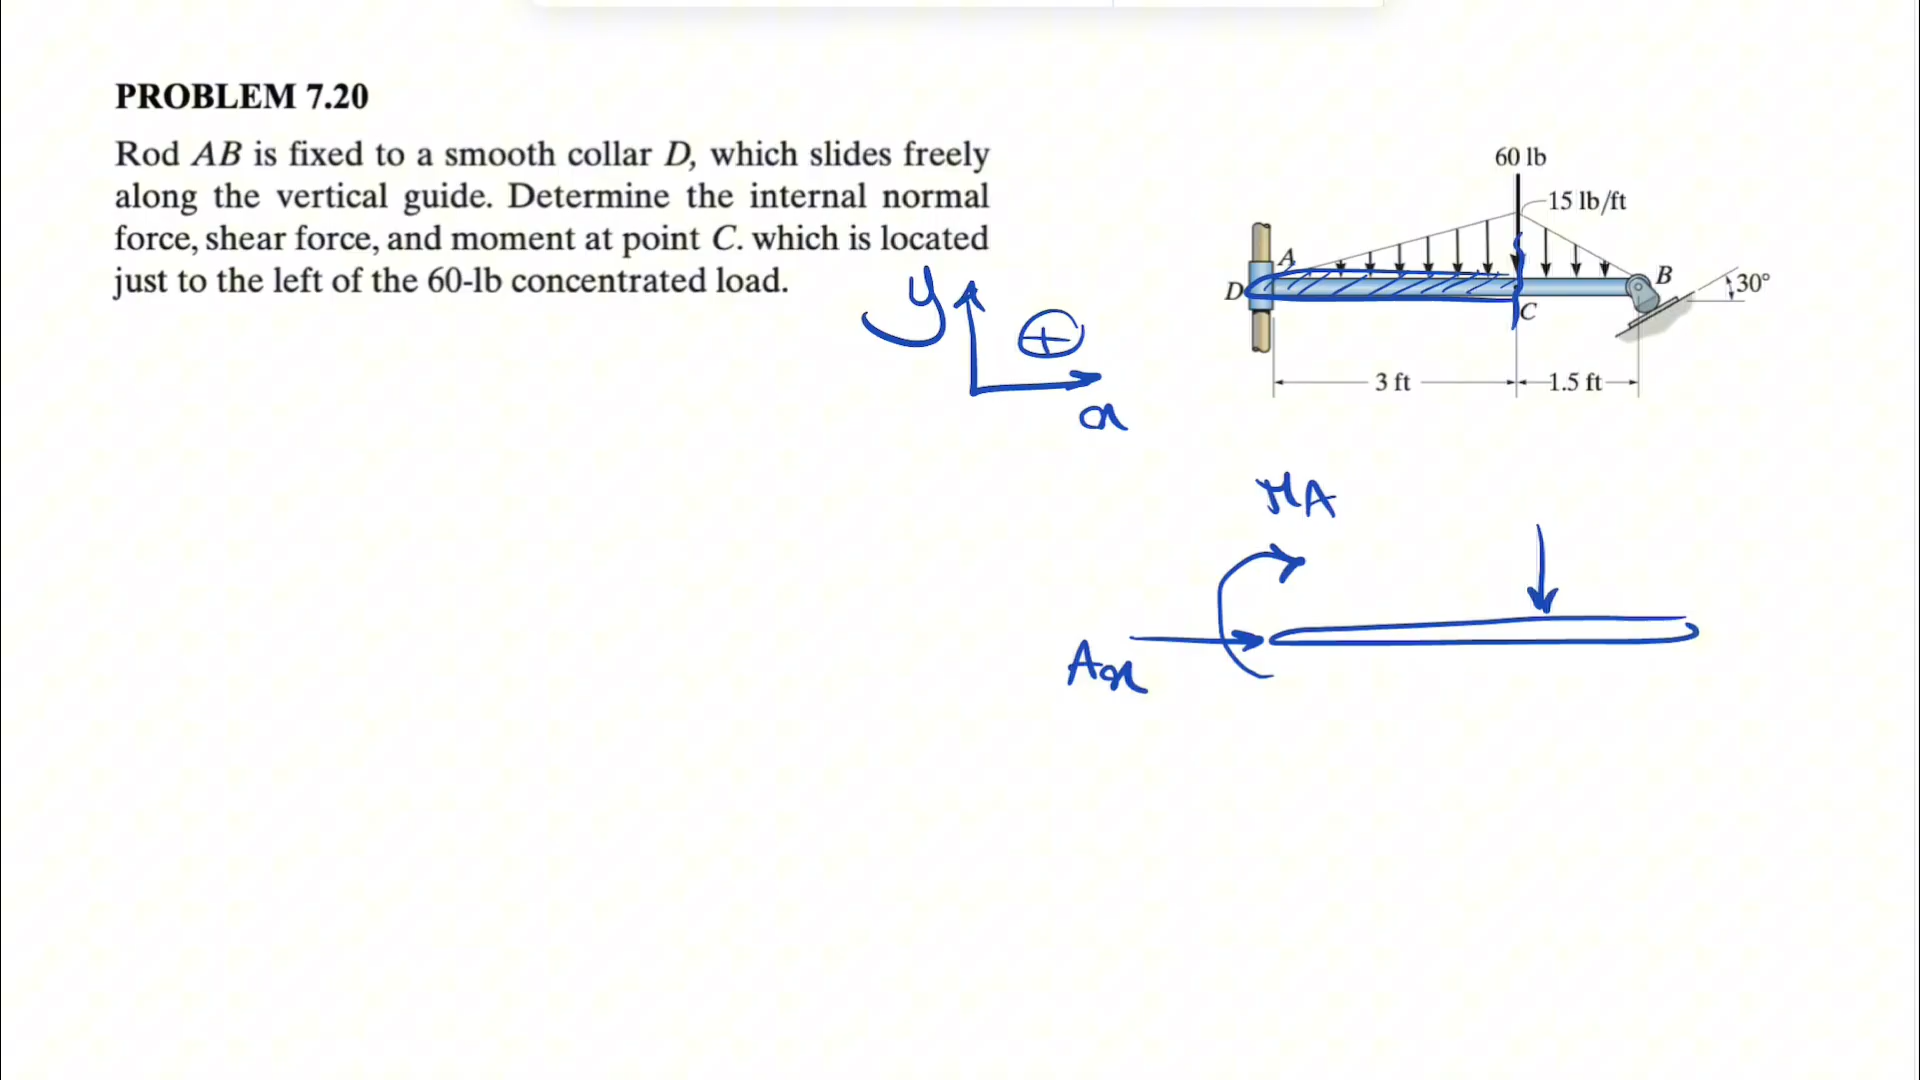 PROBLEM 7.20
Rod AB is fixed to a smooth collar D, which slides freely
along the vertical guide. Determine the internal normal
force, shear force, and moment at point C. which is located
just to the left of the 60-lb concentrated load.
60 lb
15 lb/ft
A
B
D
30°
C
3 ft
1.5 ft
y
+
x
MA
Ax